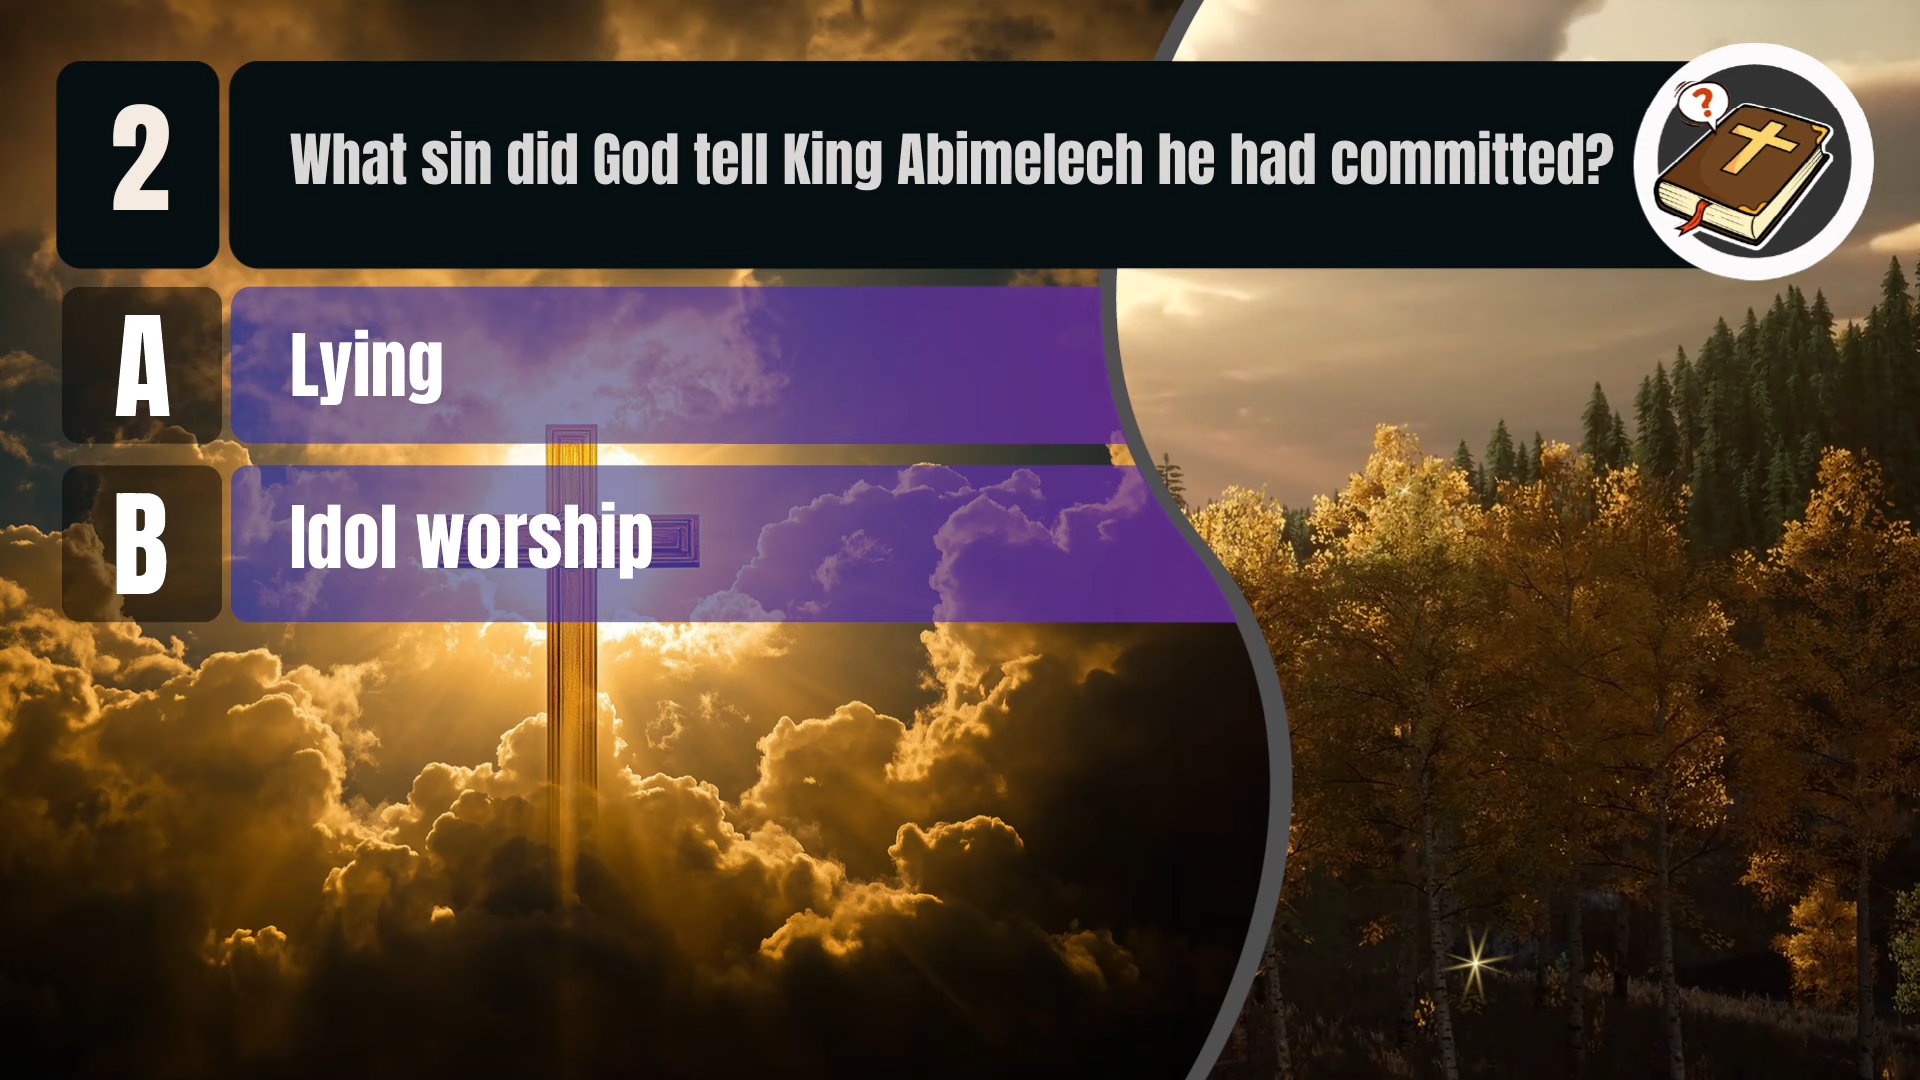 2
What sin did God tell King Abimelech he had committed?
?
A
Lying
B
Idol worship